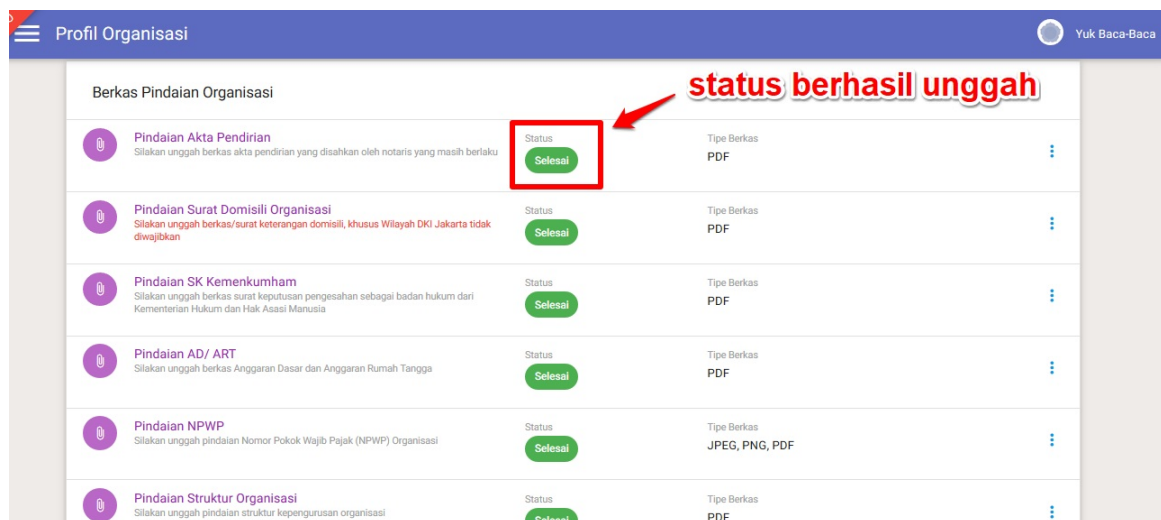 Profil Organisasi
Yuk Baca-Baca
Berkas Pindaian Organisasi
status berhasil unggah
Pindaian Akta Pendirian
Silakan unggah berkas akta pendirian yang disahkan oleh notaris yang masih berlaku
Status
Selesai
Tipe Berkas
PDF
Pindaian Surat Domisili Organisasi
Silakan unggah berkas/surat keterangan domisili, khusus Wilayah DKI Jakarta tidak
diwajibkan
Status
Selesai
Tipe Berkas
PDF
Pindaian SK Kemenkumham
Silakan unggah berkas surat keputusan pengesahan sebagai badan hukum dari
Kementerian Hukum dan Hak Asasi Manusia
Status
Selesai
Tipe Berkas
PDF
Pindaian AD/ ART
Silakan unggah berkas Anggaran Dasar dan Anggaran Rumah Tangga
Status
Selesai
Tipe Berkas
PDF
Pindaian NPWP
Silakan unggah pindaian Nomor Pokok Wajib Pajak (NPWP) Organisasi
Status
Selesai
Tipe Berkas
JPEG, PNG, PDF
Pindaian Struktur Organisasi
Silakan unggah pindaian struktur kepengurusan organisasi
Status
Selesai
Tipe Berkas
PDF